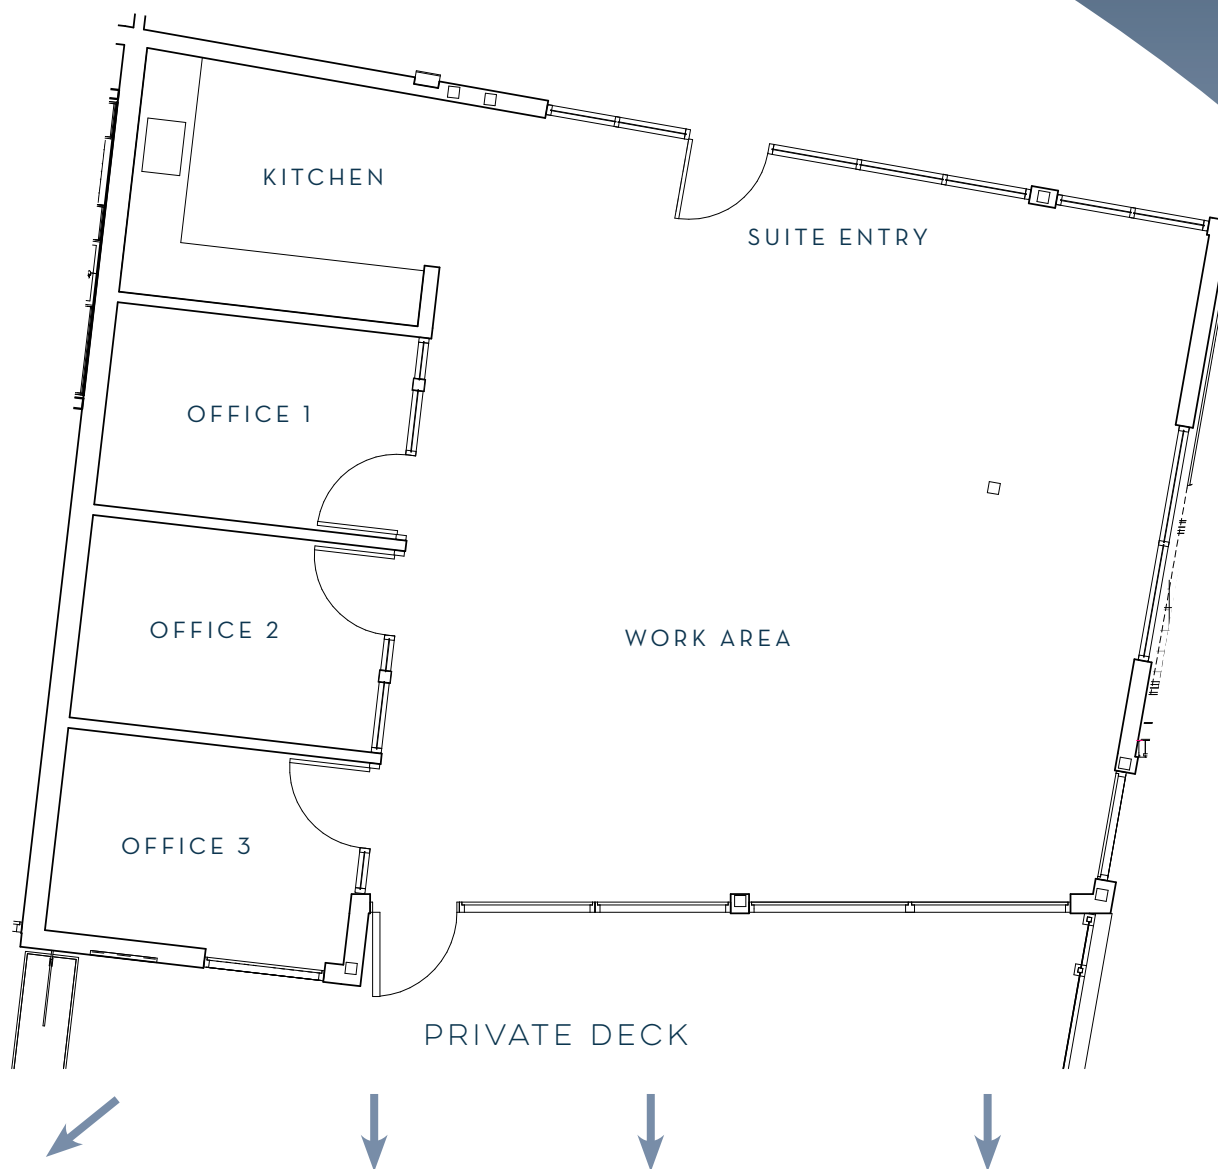 KITCHEN
SUITE ENTRY
OFFICE 1
OFFICE 2
WORK AREA
OFFICE 3
PRIVATE DECK